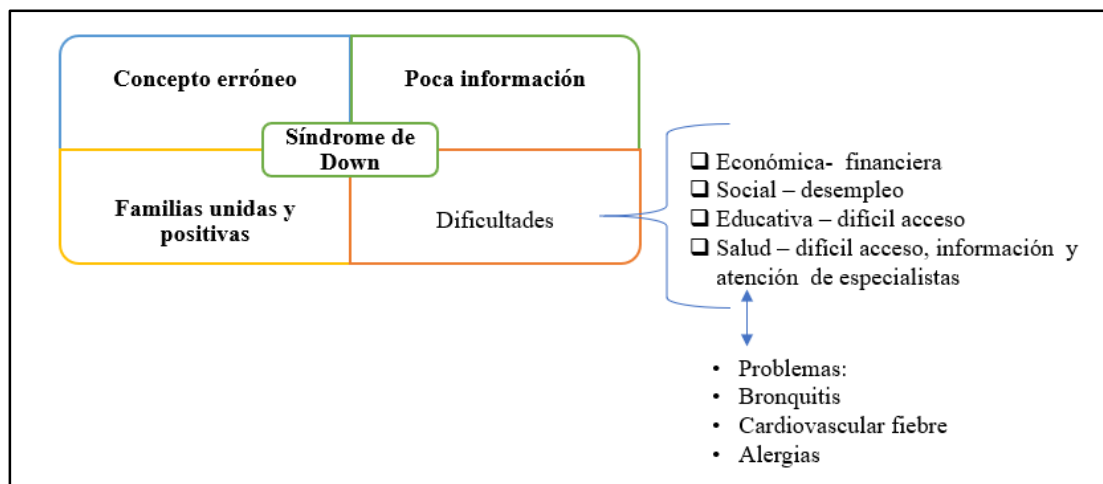 Concepto erróneo
Poca información
Síndrome de
Down
Familias unidas y
positivas
Dificultades
Económica- financiera
Social – desempleo
Educativa – difícil acceso
Salud – difícil acceso, información y
atención de especialistas
• Problemas:
• Bronquitis
• Cardiovascular fiebre
• Alergias